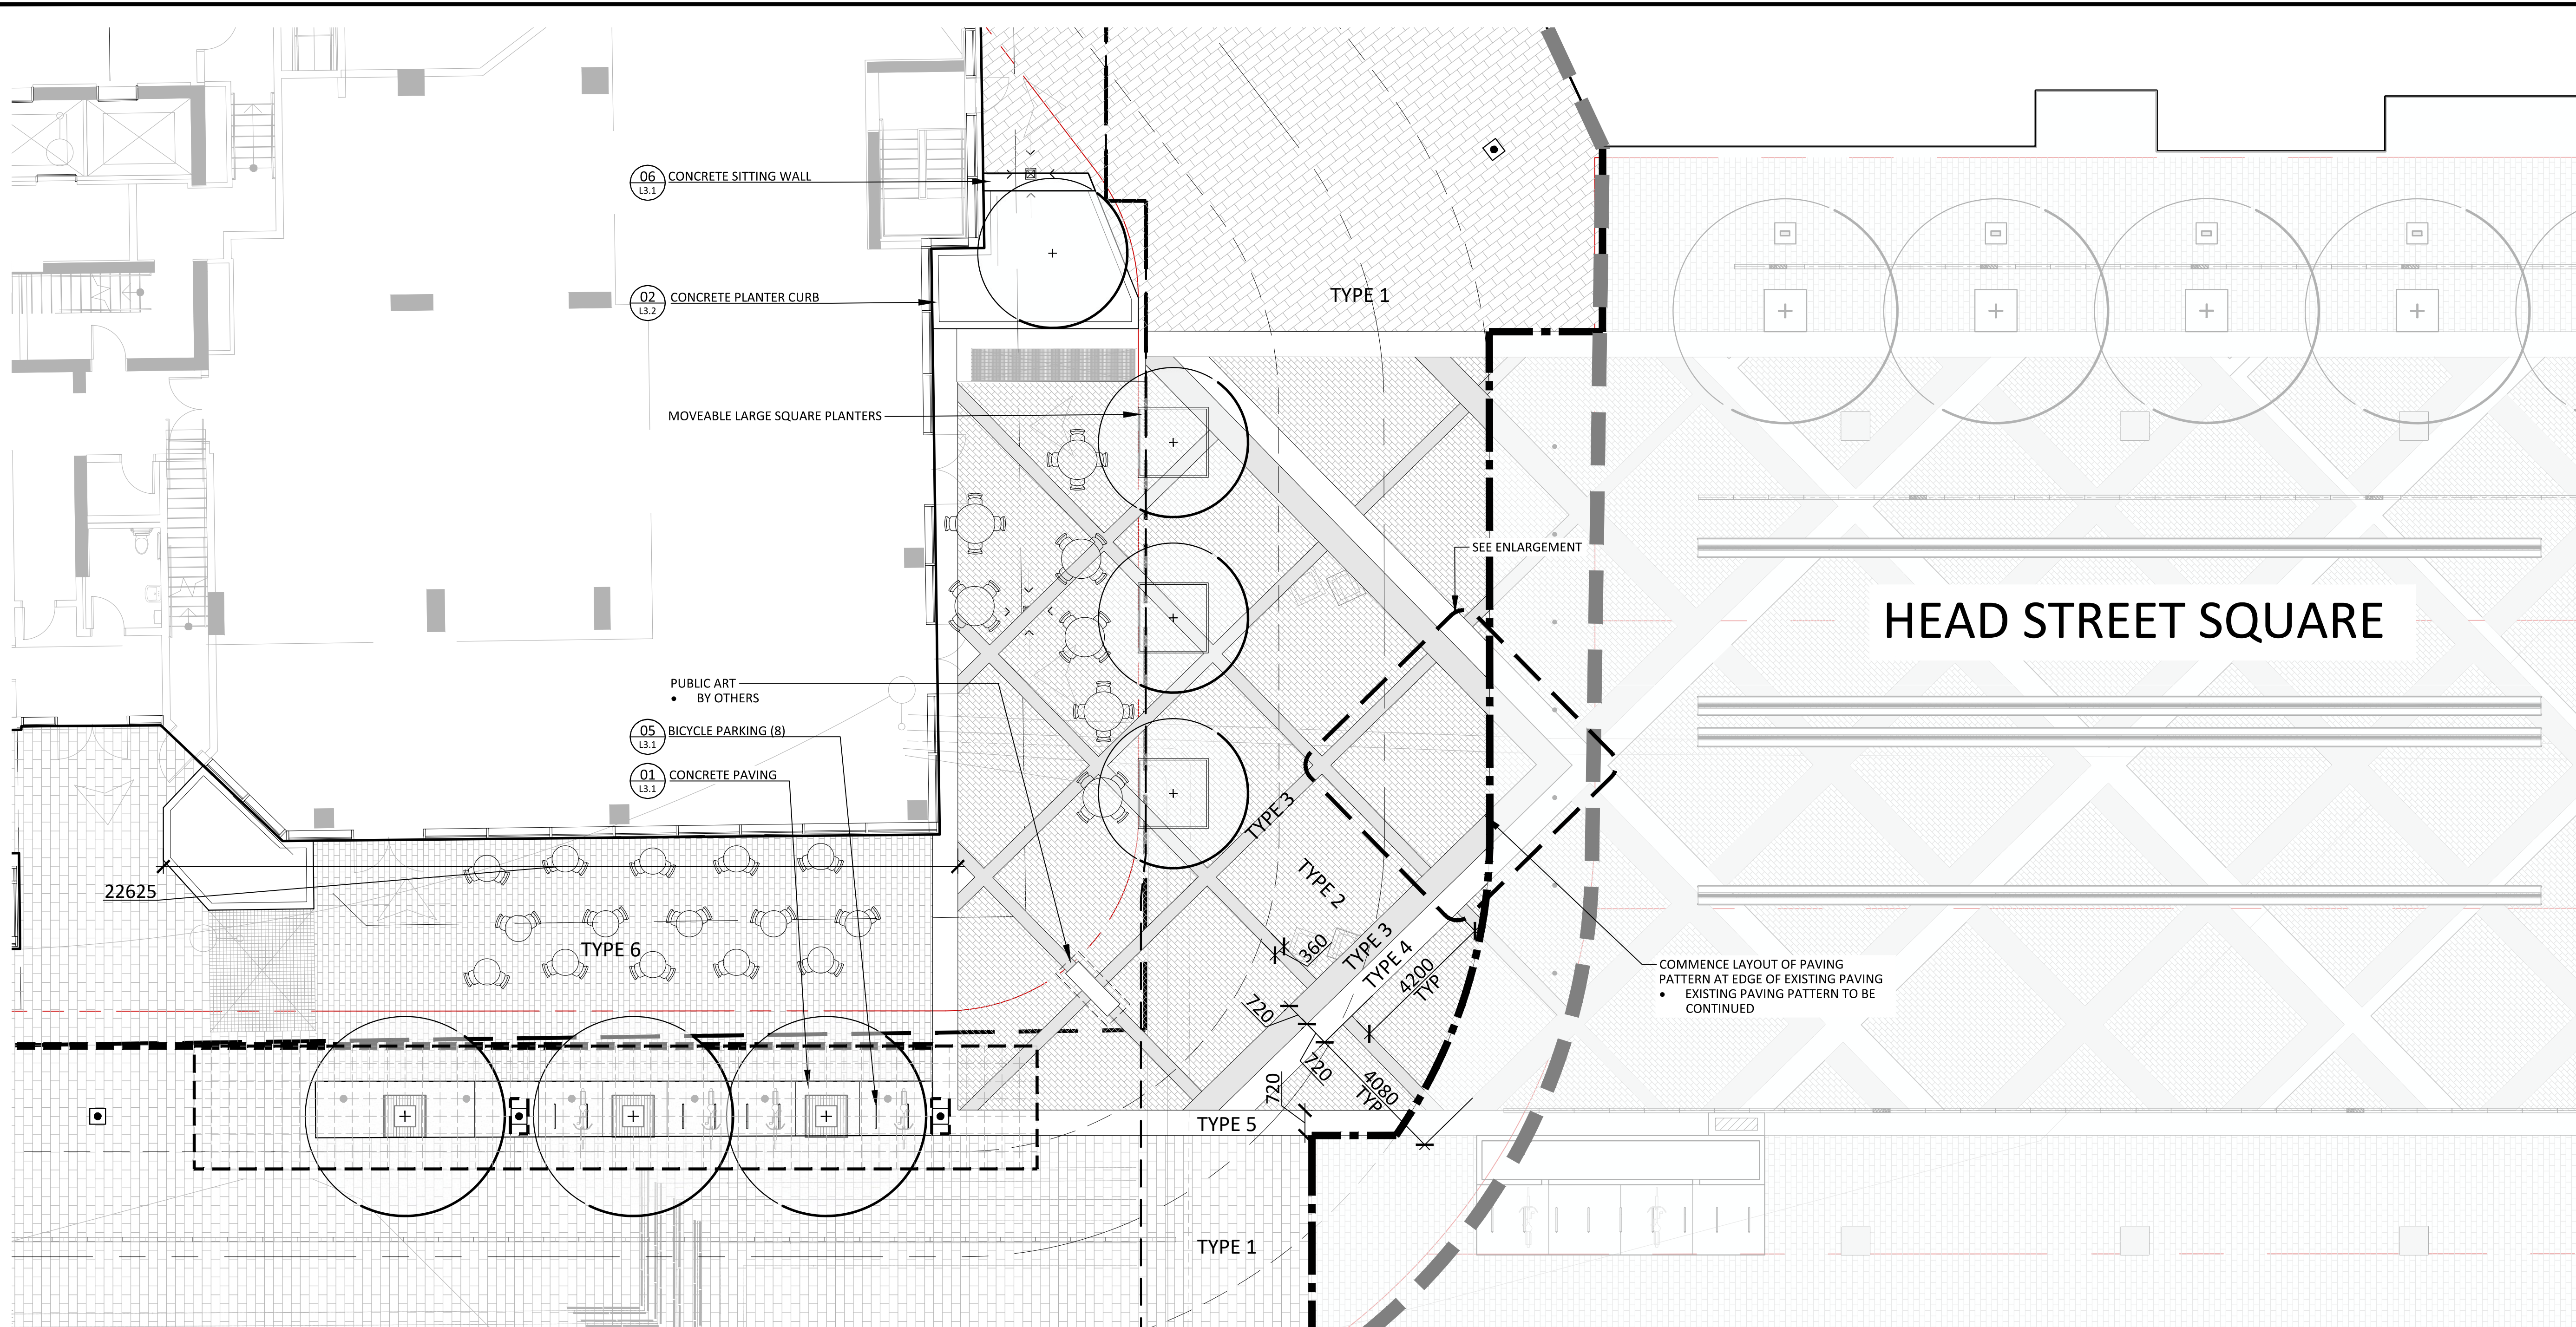 06
L3.1
CONCRETE SITTING WALL
02
L3.2
CONCRETE PLANTER CURB
TYPE 1
MOVEABLE LARGE SQUARE PLANTERS
SEE ENLARGEMENT
HEAD STREET SQUARE
PUBLIC ART
• BY OTHERS
05
L3.1
BICYCLE PARKING (8)
01
L3.1
CONCRETE PAVING
TYPE 3
TYPE 2
22625
TYPE 6
360
TYPE 3
TYPE 4
4200
TYP
COMMENCE LAYOUT OF PAVING
PATTERN AT EDGE OF EXISTING PAVING
• EXISTING PAVING PATTERN TO BE
CONTINUED
720
720
720
4080
TYP
TYPE 5
TYPE 1